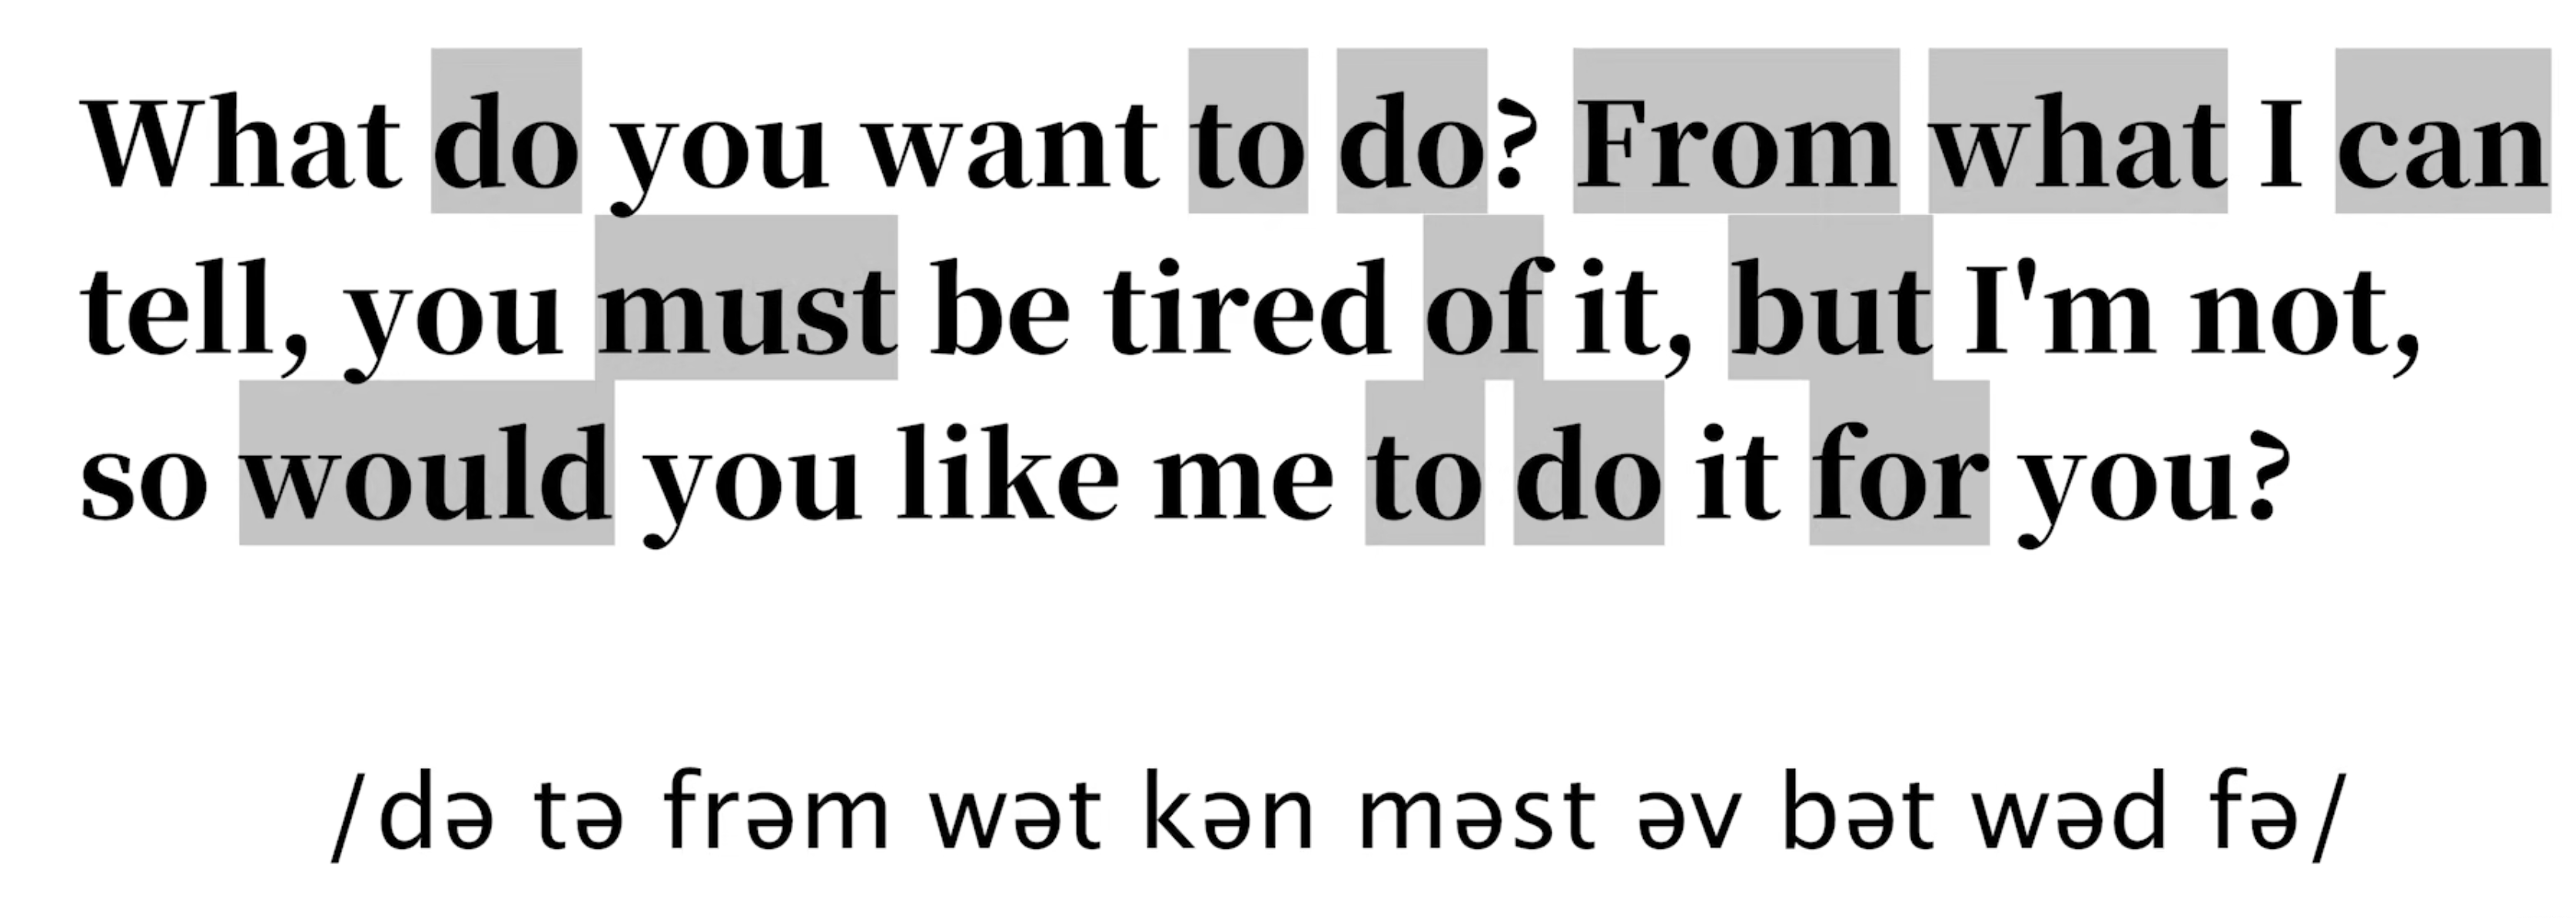 What do you want to do? From what I can
tell, you must be tired of it, but I'm not,
so would you like me to do it for you?
/də tə frəm wət kən məst əv bət wəd fə/